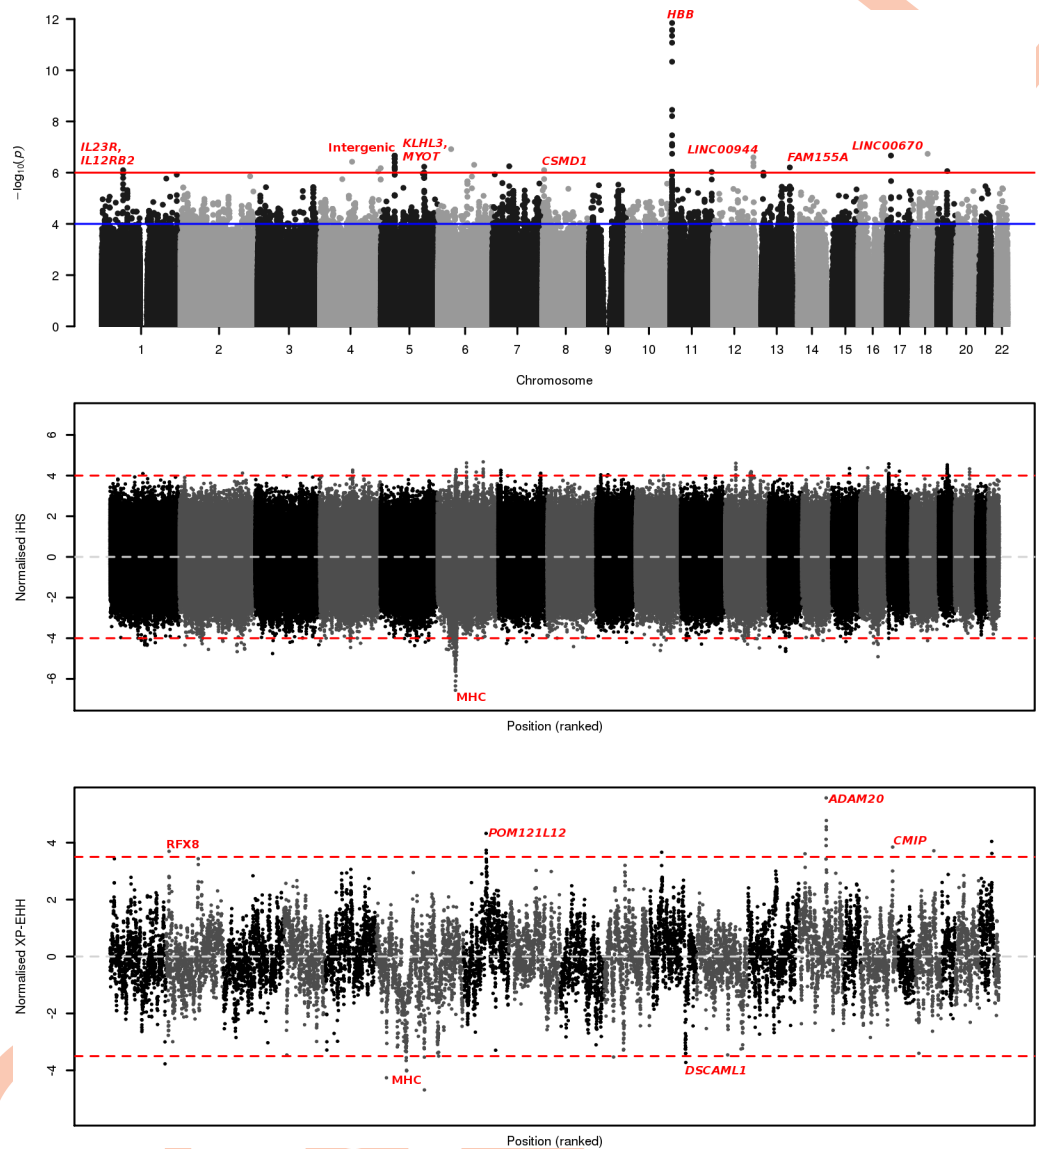 HBB
12
10
8
6
4
2
0
− log10(p)
IL23R,
IL12RB2
Intergenic
KLHL3,
MYOT
CSMD1
LINC00944
FAM155A
LINC00670
1 2 3 4 5 6 7 8 9 10 11 12 13 14 15 16 17 18 20 22
Chromosome
6
4
2
0
-2
-4
-6
Normalised iHS
MHC
Position (ranked)
4
2
0
-2
-4
Normalised XP-EHH
RFX8
POM121L12
ADAM20
CMIP
MHC
DSCAML1
Position (ranked)